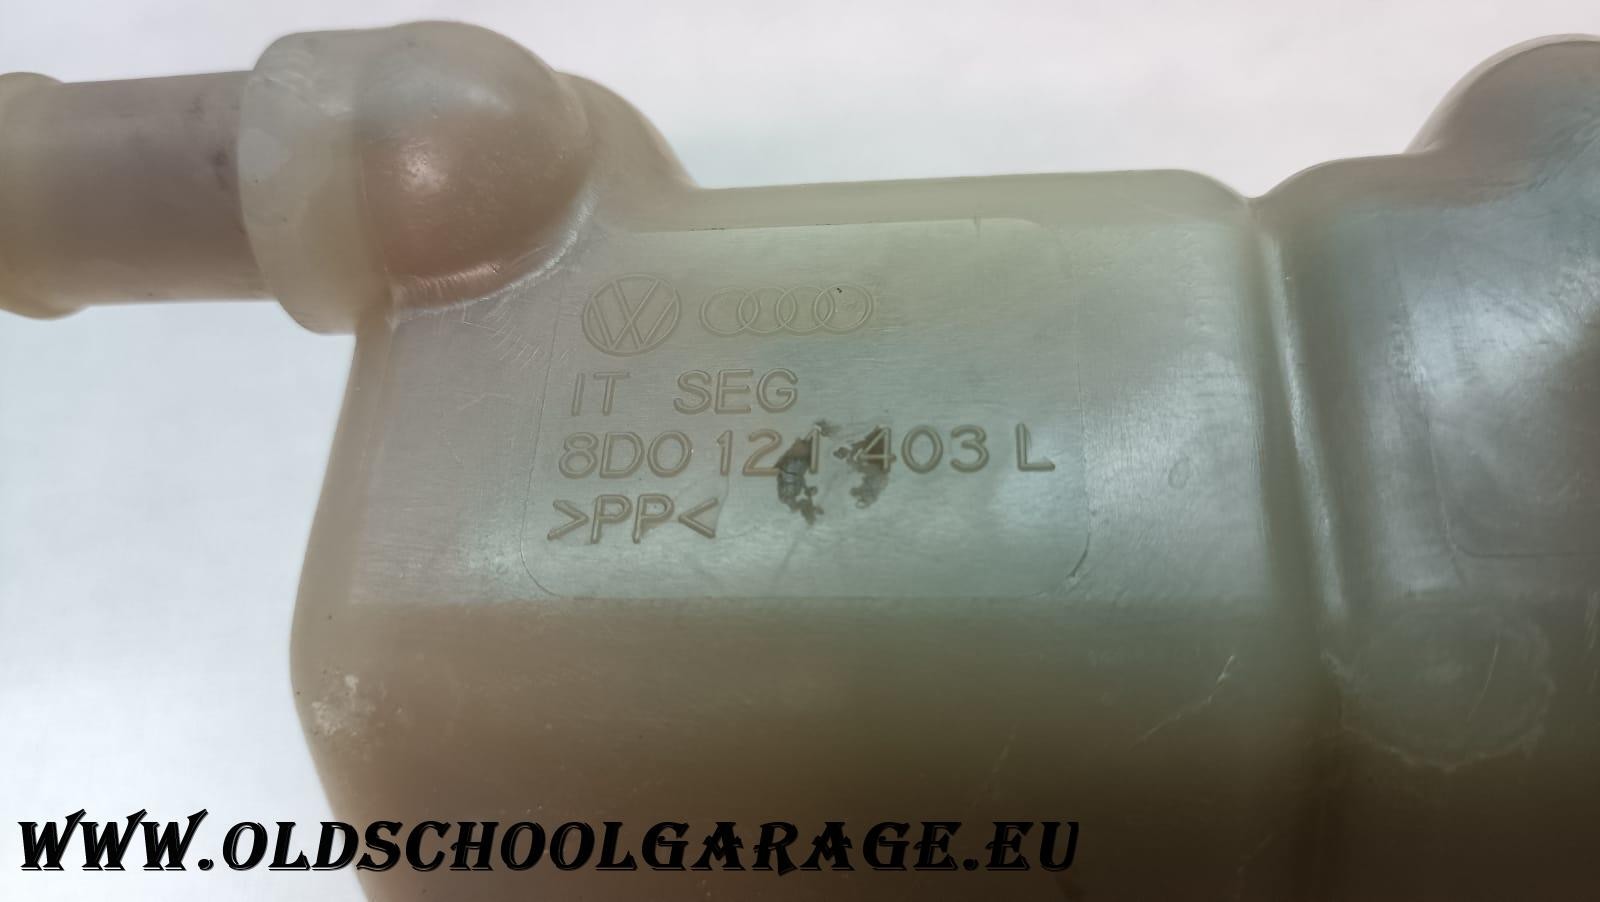 IT SEG
8D0 121 403 L
>PP<
WWW.OLDSCHOOLGARAGE.EU